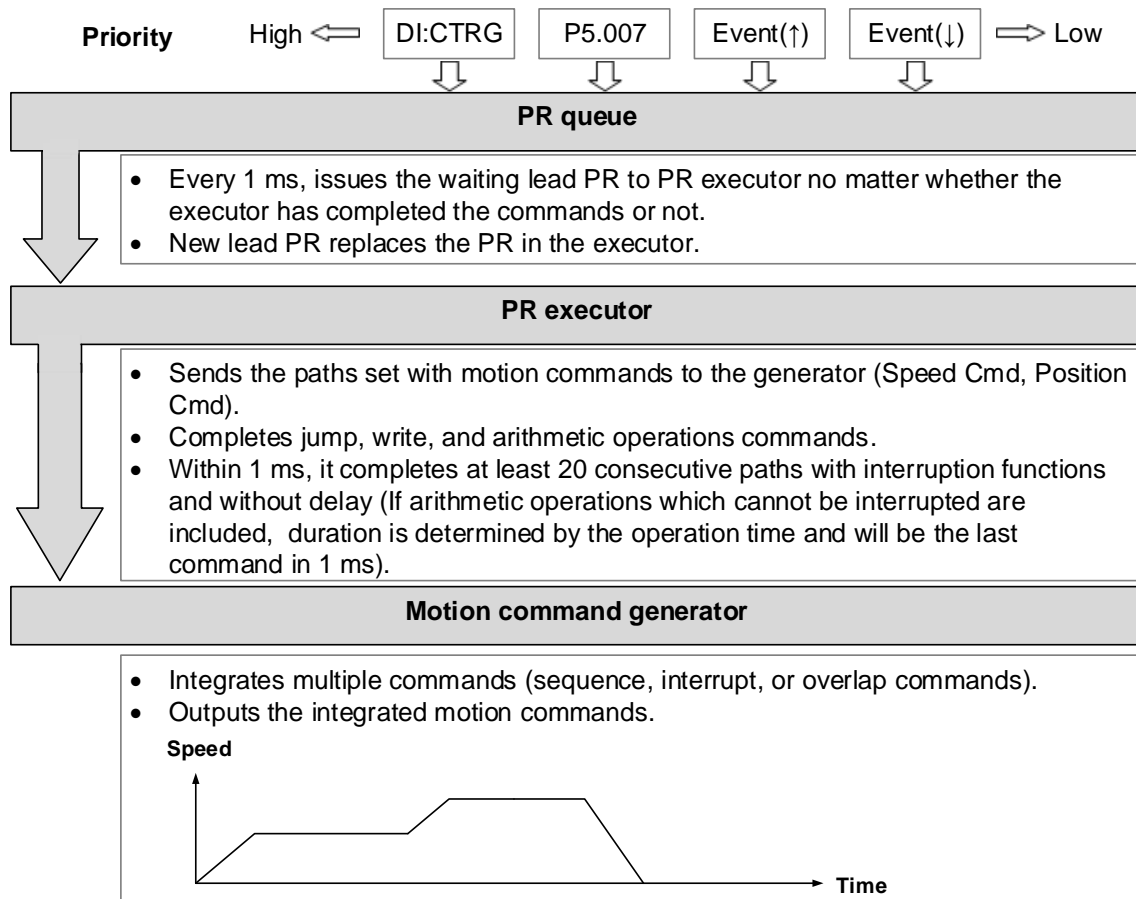 Priority High DI:CTRG P5.007 Event(↑) Event(↓) Low
PR queue
• Every 1 ms, issues the waiting lead PR to PR executor no matter whether the
executor has completed the commands or not.
• New lead PR replaces the PR in the executor.
PR executor
• Sends the paths set with motion commands to the generator (Speed Cmd, Position
Cmd).
• Completes jump, write, and arithmetic operations commands.
• Within 1 ms, it completes at least 20 consecutive paths with interruption functions
and without delay (If arithmetic operations which cannot be interrupted are
included, duration is determined by the operation time and will be the last
command in 1 ms).
Motion command generator
• Integrates multiple commands (sequence, interrupt, or overlap commands).
• Outputs the integrated motion commands.
Speed
Time